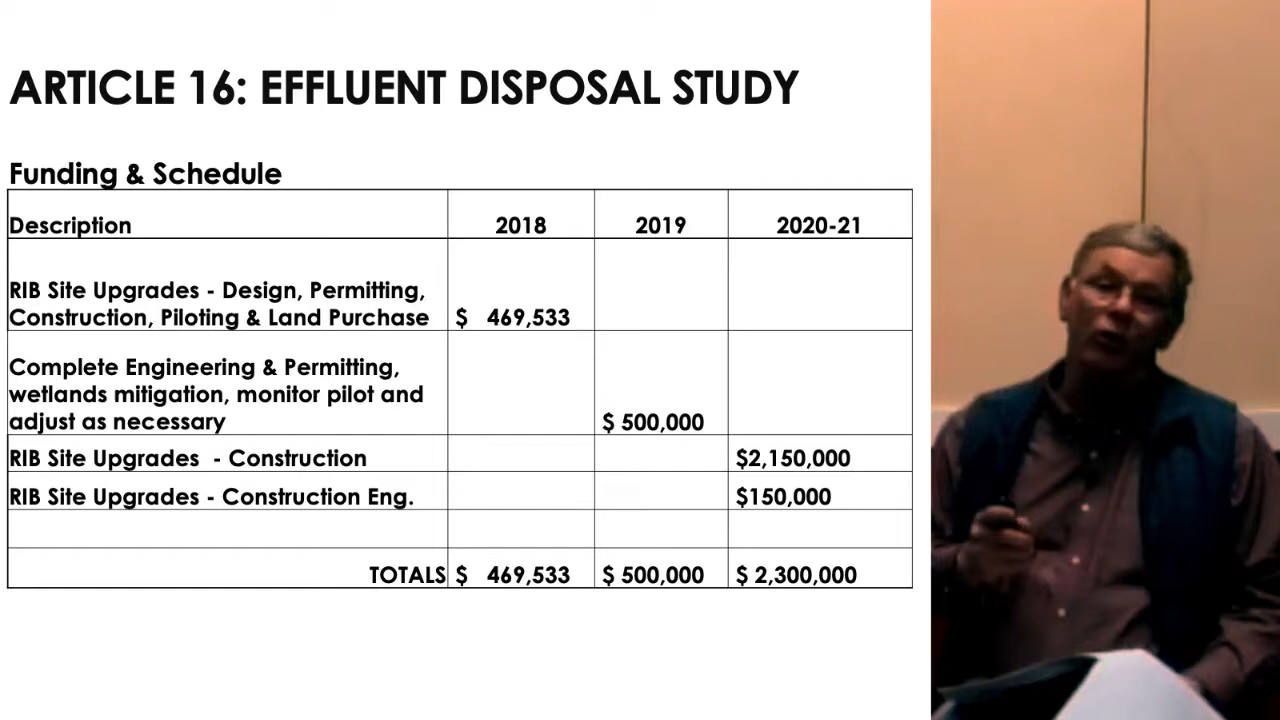 ARTICLE 16: EFFLUENT DISPOSAL STUDY
Funding & Schedule
Description 2018 2019 2020-21
RIB Site Upgrades - Design, Permitting,
Construction, Piloting & Land Purchase $ 469,533
Complete Engineering & Permitting,
wetlands mitigation, monitor pilot and
adjust as necessary $ 500,000
RIB Site Upgrades - Construction $2,150,000
RIB Site Upgrades - Construction Eng. $150,000
TOTALS $ 469,533 $ 500,000 $ 2,300,000